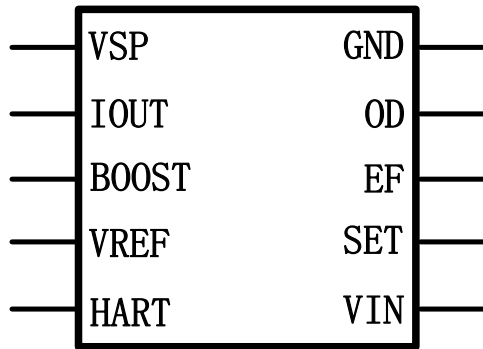 VSP GND
IOUT OD
BOOST EF
VREF SET
HART VIN